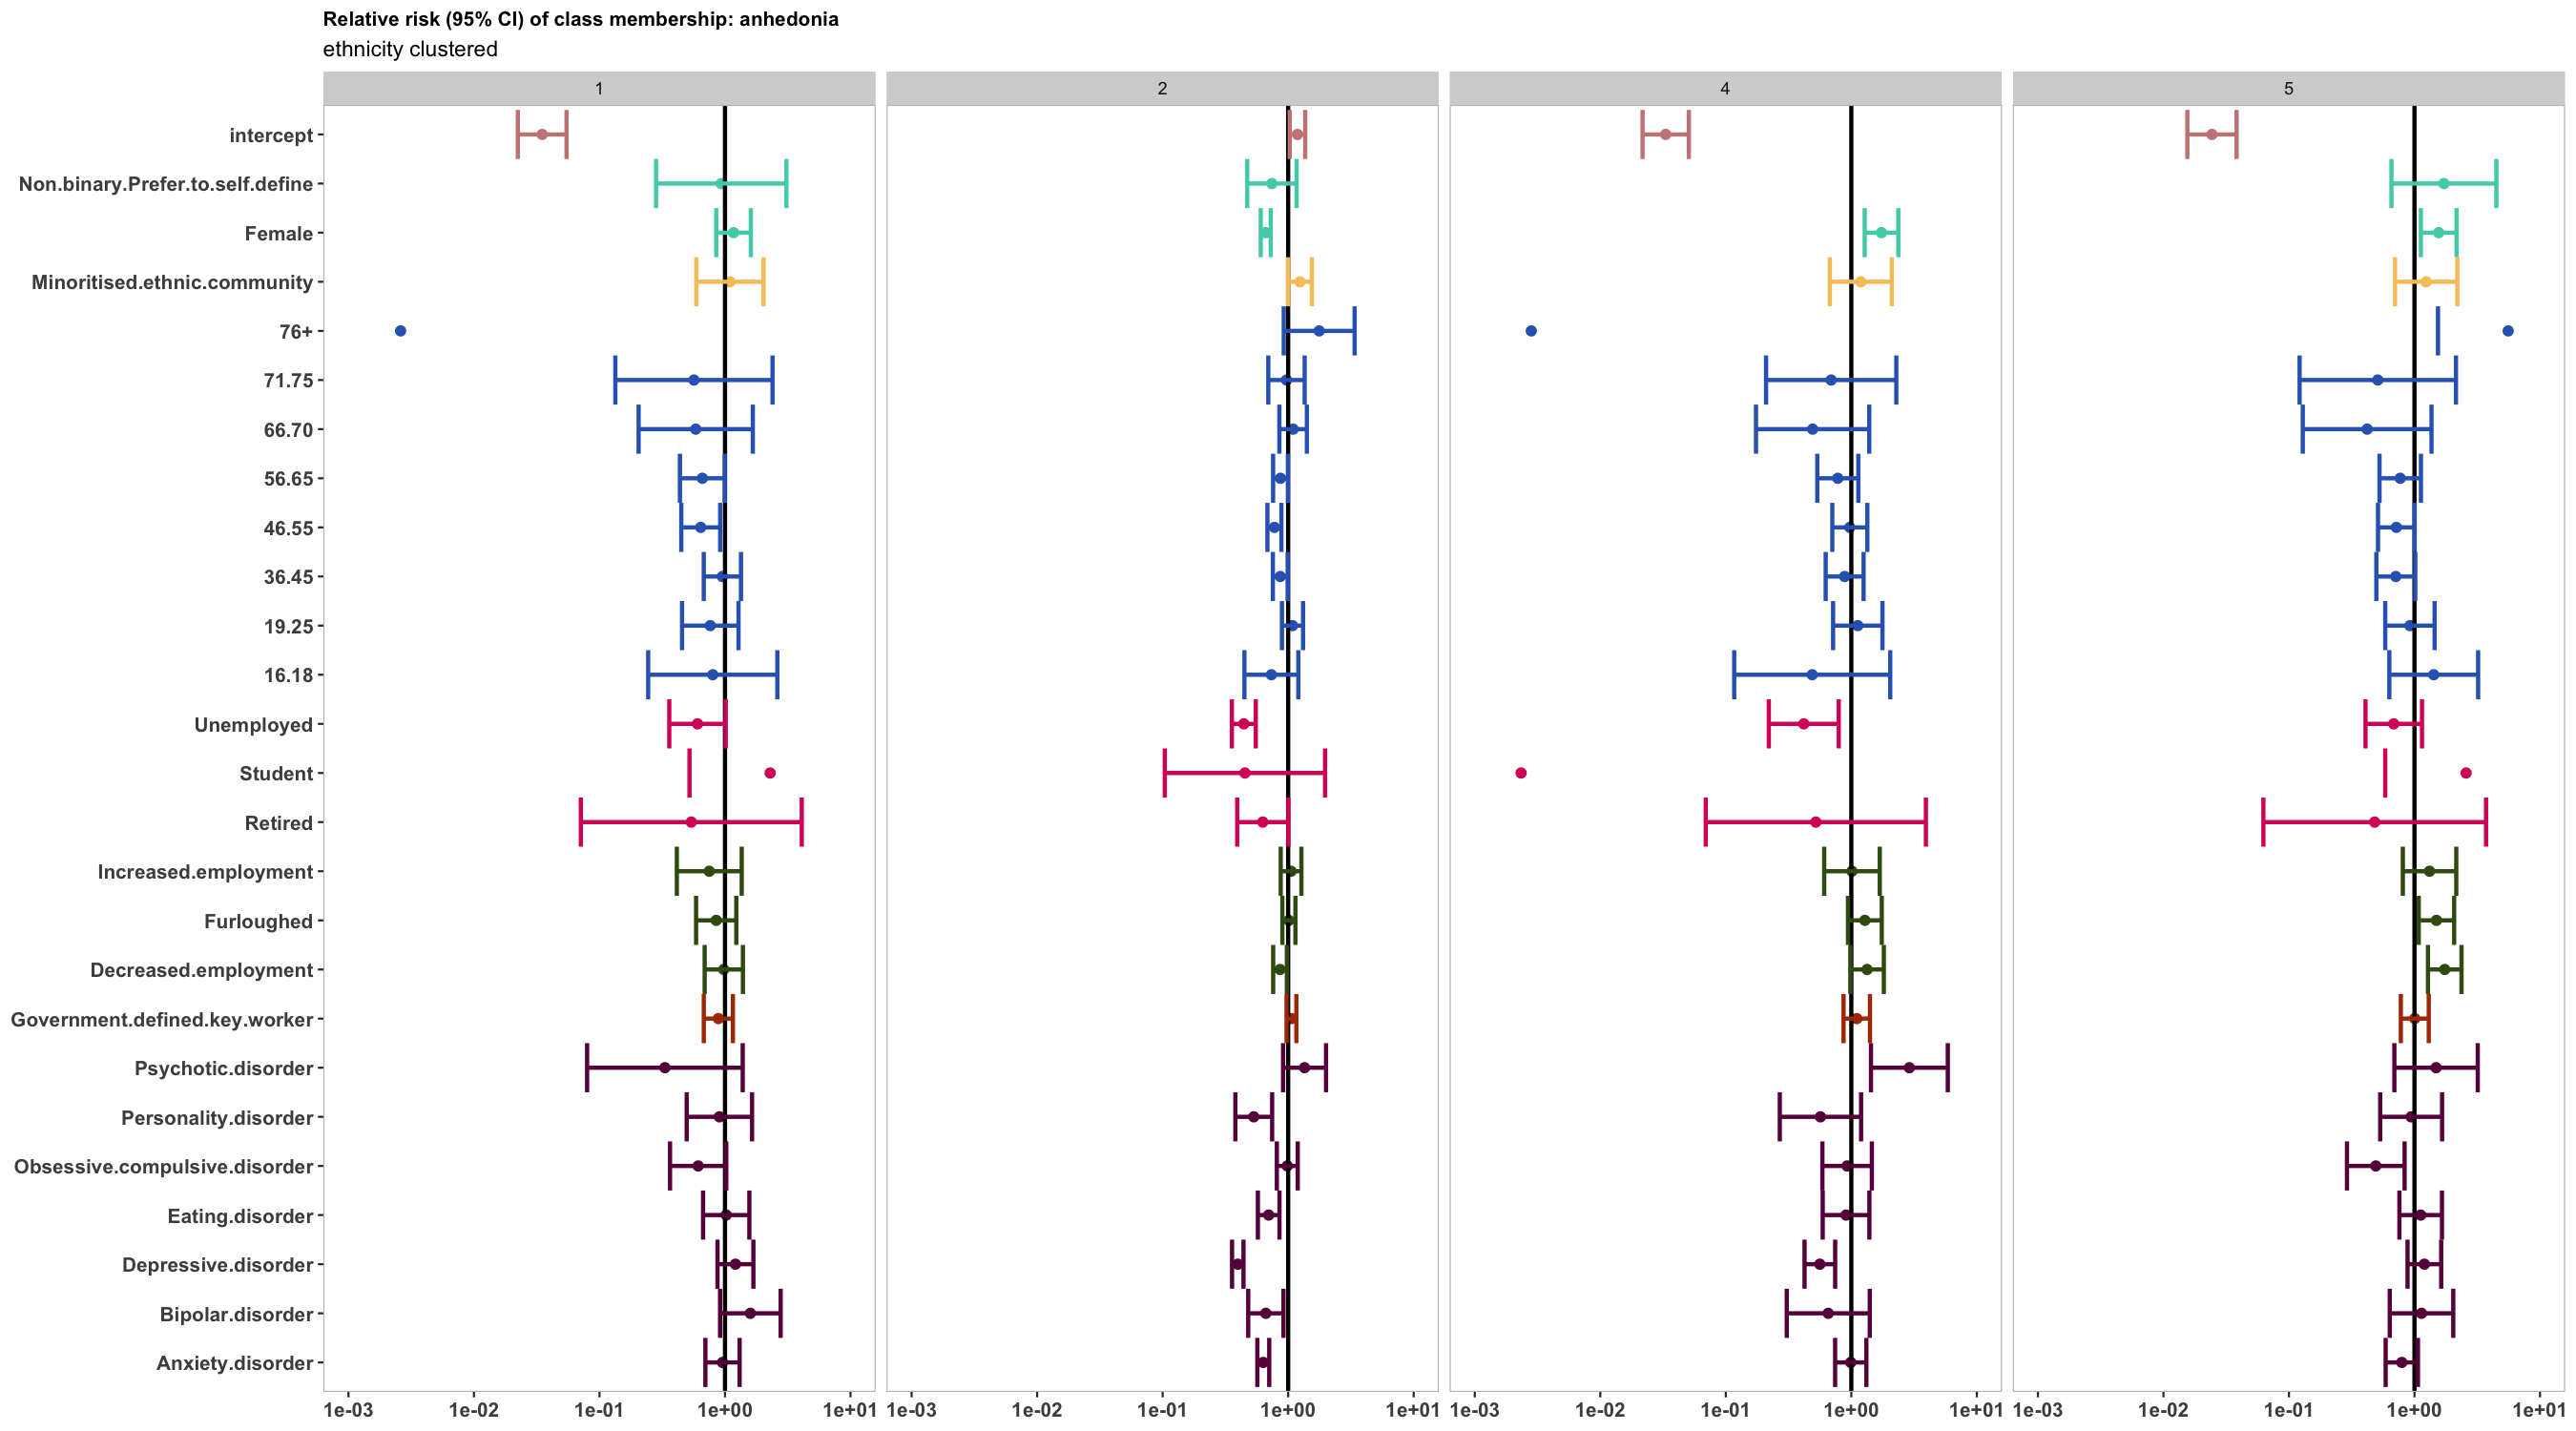 Relative risk (95% CI) of class membership: anhedonia
ethnicity clustered
1
2
4
5
intercept
Non.binary.Prefer.to.self.define
Female
Minoritised.ethnic.community
76+
71.75
66.70
56.65
46.55
36.45
19.25
16.18
Unemployed
Student
Retired
Increased.employment
Furloughed
Decreased.employment
Government.defined.key.worker
Psychotic.disorder
Personality.disorder
Obsessive.compulsive.disorder
Eating.disorder
Depressive.disorder
Bipolar.disorder
Anxiety.disorder
1e-03 1e-02 1e-01 1e+00 1e+01 1e-03 1e-02 1e-01 1e+00 1e+01 1e-03 1e-02 1e-01 1e+00 1e+01 1e-03 1e-02 1e-01 1e+00 1e+01